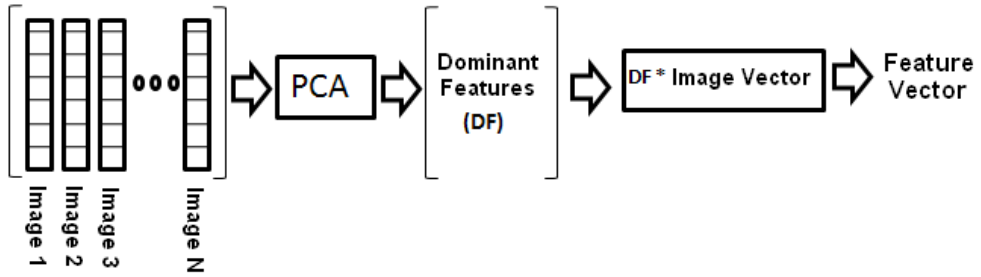 Image 1
Image 2
Image 3
Image N
PCA
Dominant
Features
(DF)
DF * Image Vector
Feature
Vector